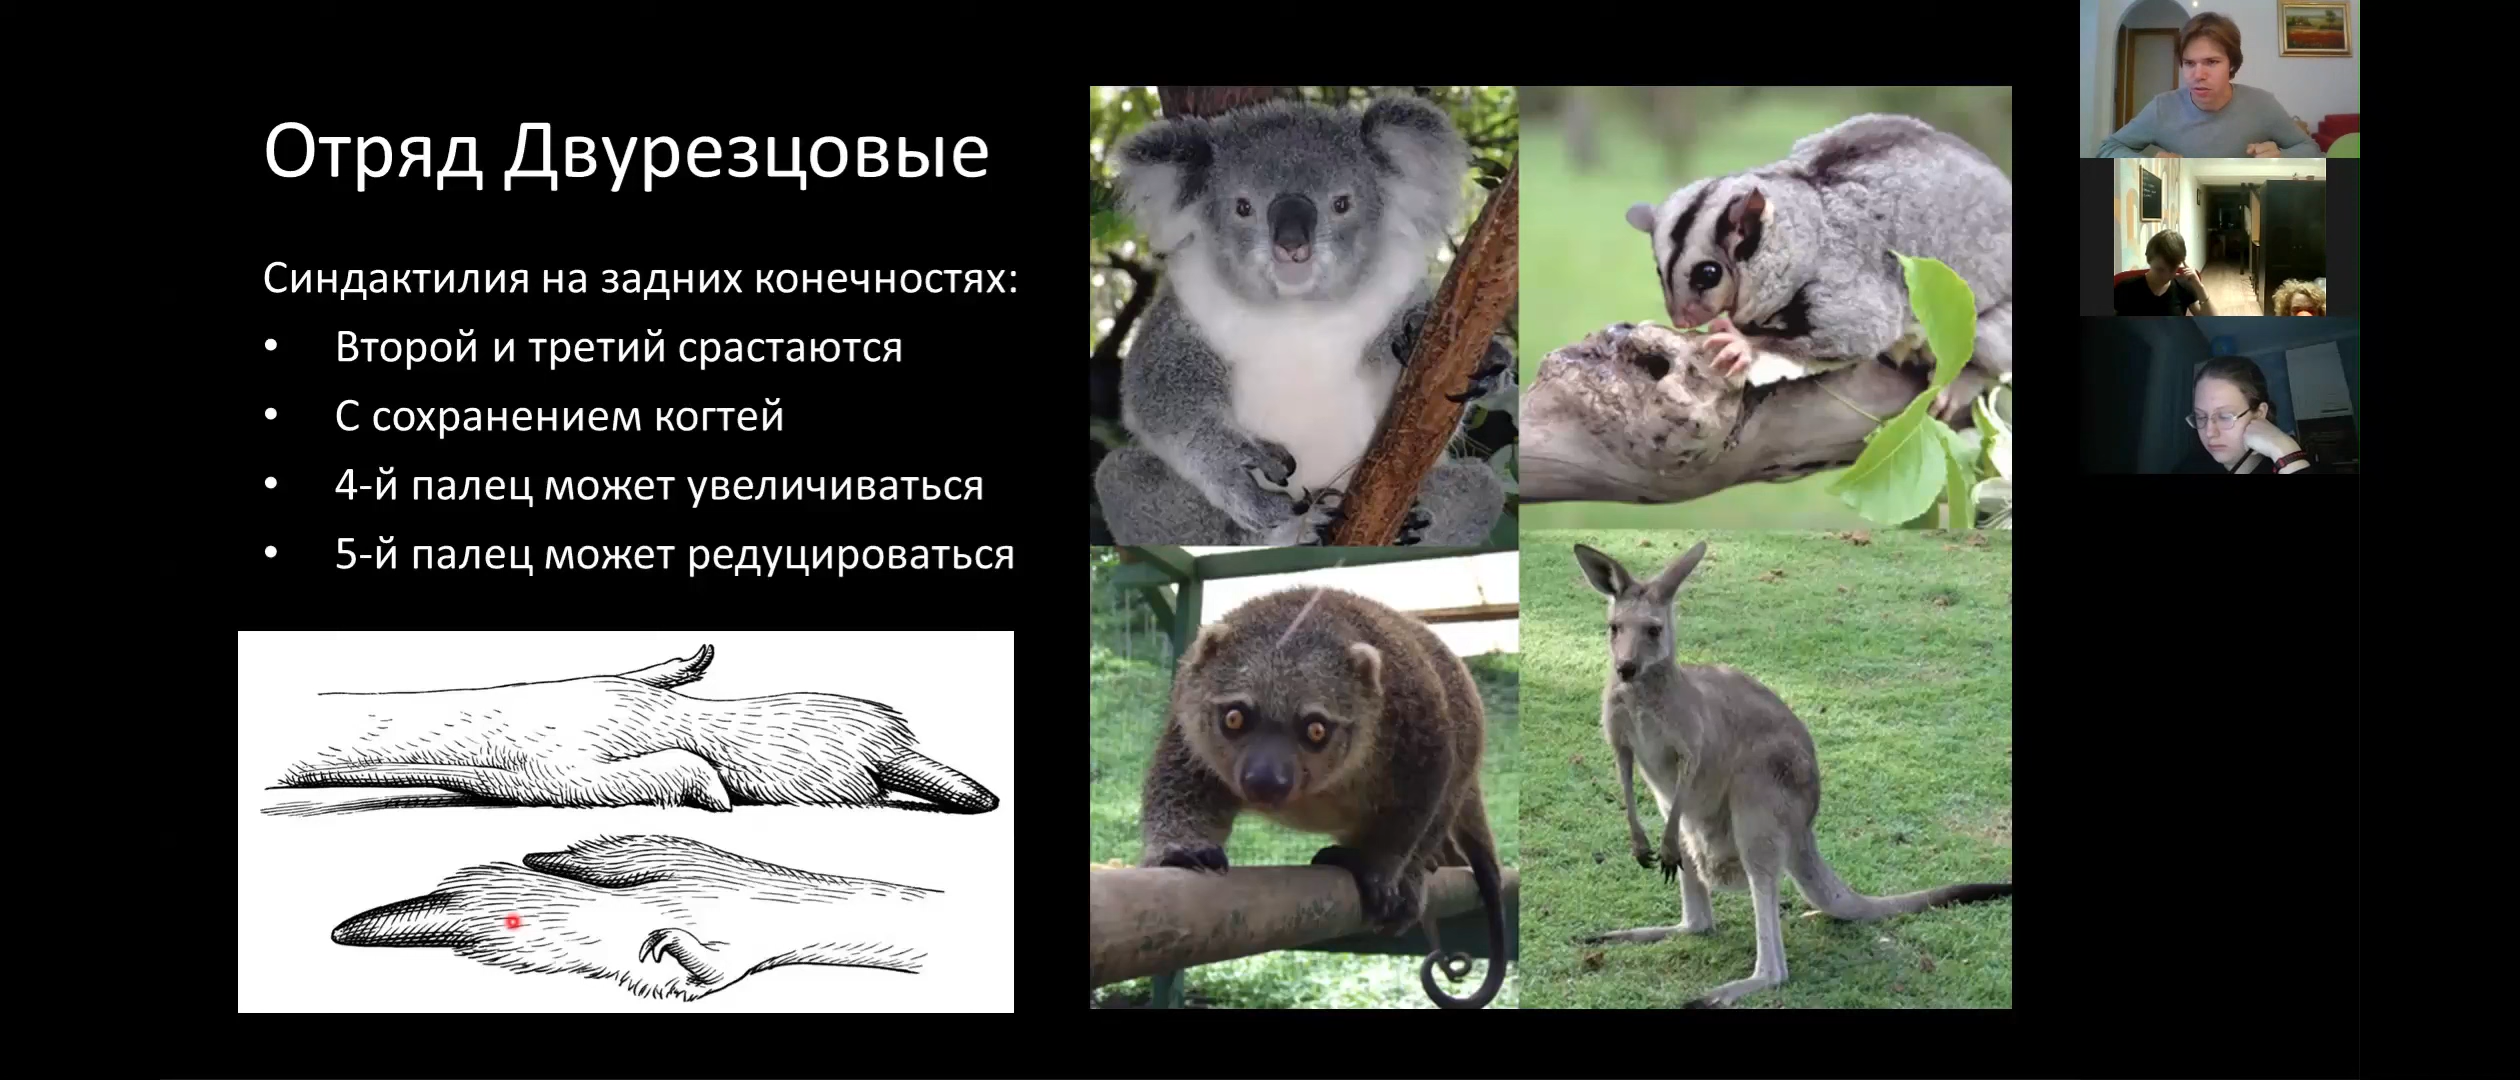 Отряд Двурезцовые
Синдактилия на задних конечностях:
• Второй и третий срастаются
• С сохранением когтей
• 4-й палец может увеличиваться
• 5-й палец может редуцироваться